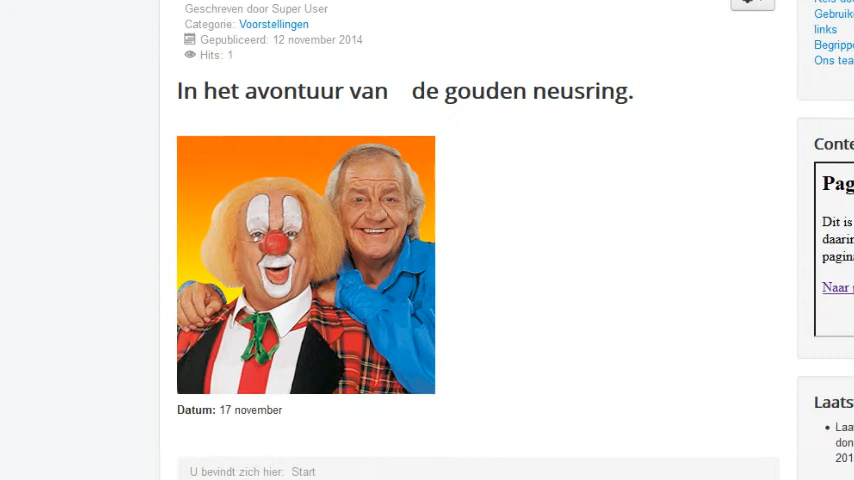 Geschreven door Super User
Categorie: Voorstellingen
Gepubliceerd: 12 november 2014
Hits: 1
In het avontuur van de gouden neusring.
Datum: 17 november
U bevindt zich hier: Start
Gebruik
links
Begripp
Ons tea
Conte
Pag
Dit is
daarin
pagina
Naar
Laats
Laa
don
201